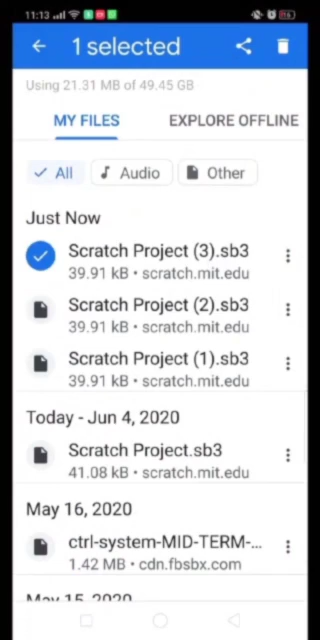 11:13
1 selected
Using 21.31 MB of 49.45 GB
MY FILES
EXPLORE OFFLINE
All
Audio
Other
Just Now
Scratch Project (3).sb3
39.91 kB • scratch.mit.edu
Scratch Project (2).sb3
39.91 kB • scratch.mit.edu
Scratch Project (1).sb3
39.91 kB • scratch.mit.edu
Today - Jun 4, 2020
Scratch Project.sb3
41.08 kB • scratch.mit.edu
May 16, 2020
ctrl-system-MID-TERM-...
1.42 MB • cdn.fbsbx.com
May 15, 2020